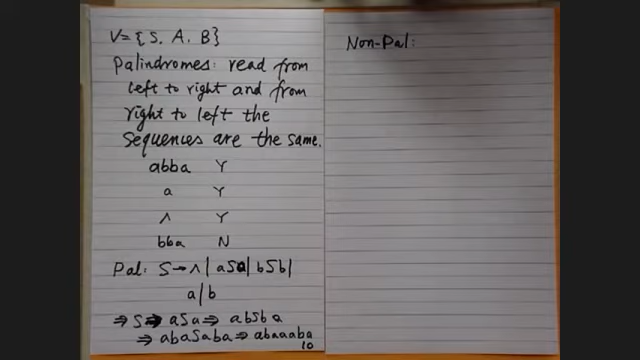 V={S, A, B}
Palindromes: read from
left to right and from
right to left the
sequences are the same.
abba Y
a Y
Λ Y
bba N
Pal: S→Λ| aSa| bSb|
a|b
⇒ S ⇒ aSa ⇒ abSba
⇒ abaSaba ⇒ abaaaba
10
Non-Pal: